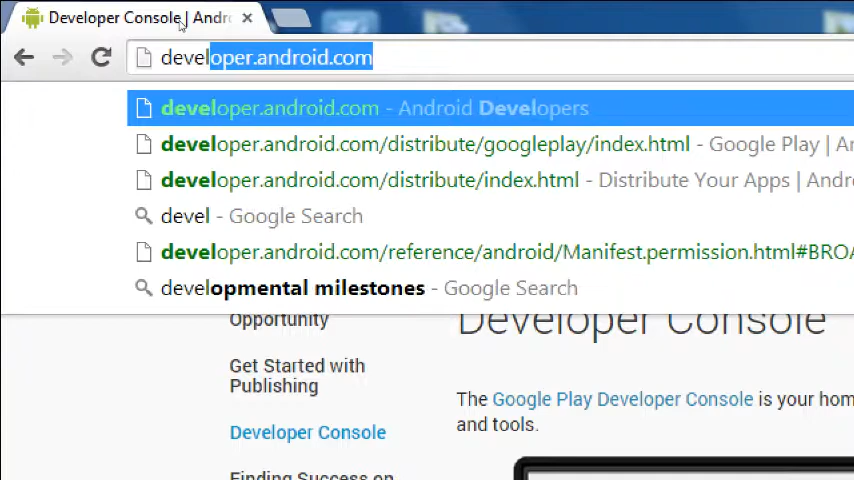 Developer Console | Andr
developer.android.com
developer.android.com - Android Developers
developer.android.com/distribute/googleplay/index.html - Google Play | A
developer.android.com/distribute/index.html - Distribute Your Apps | Andr
devel - Google Search
developer.android.com/reference/android/Manifest.permission.html#BROA
developmental milestones - Google Search
Opportunity
Developer Console
Get Started with
Publishing
The Google Play Developer Console is your hom
and tools.
Developer Console
Finding Success on